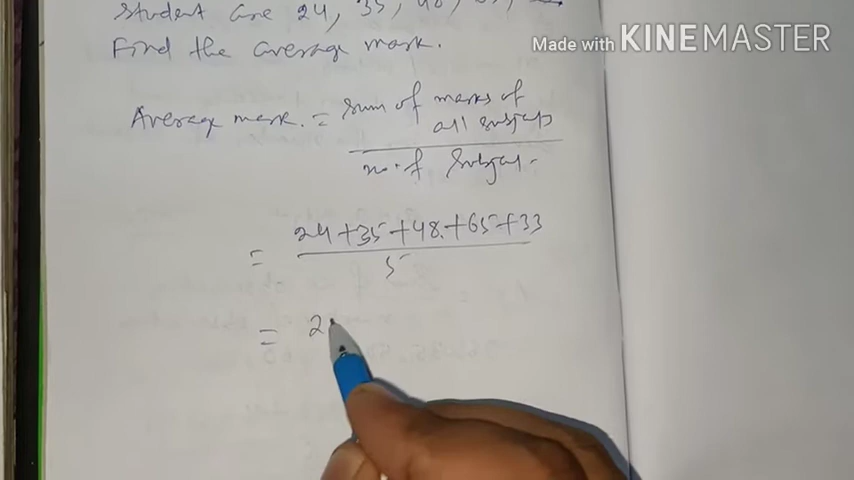 student are 24, 35, 48,
Find the average mark.
Made with KINEMASTER
Average mark. = sum of marks of
all subjects
no. of subject.
= 24+35+48.+65+33
5
= 2